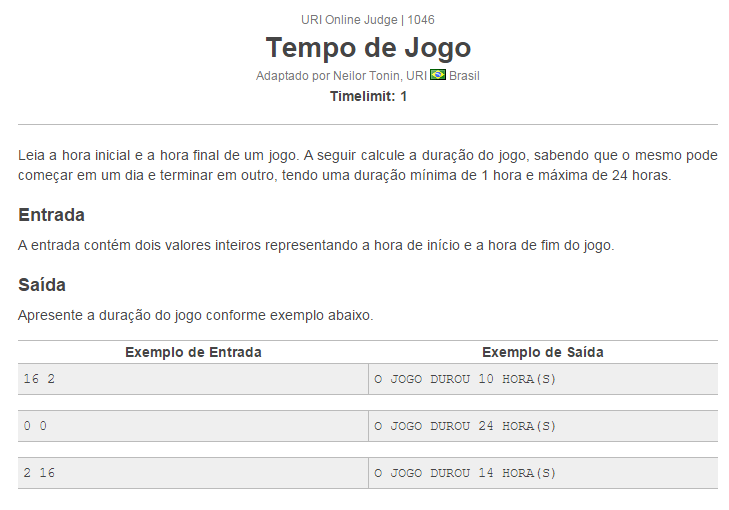 URI Online Judge | 1046
Tempo de Jogo
Adaptado por Neilor Tonin, URI Brasil
Timelimit: 1
Leia a hora inicial e a hora final de um jogo. A seguir calcule a duração do jogo, sabendo que o mesmo pode
começar em um dia e terminar em outro, tendo uma duração mínima de 1 hora e máxima de 24 horas.
Entrada
A entrada contém dois valores inteiros representando a hora de início e a hora de fim do jogo.
Saída
Apresente a duração do jogo conforme exemplo abaixo.
Exemplo de Entrada Exemplo de Saída
16 2 O JOGO DUROU 10 HORA(S)
0 0 O JOGO DUROU 24 HORA(S)
2 16 O JOGO DUROU 14 HORA(S)